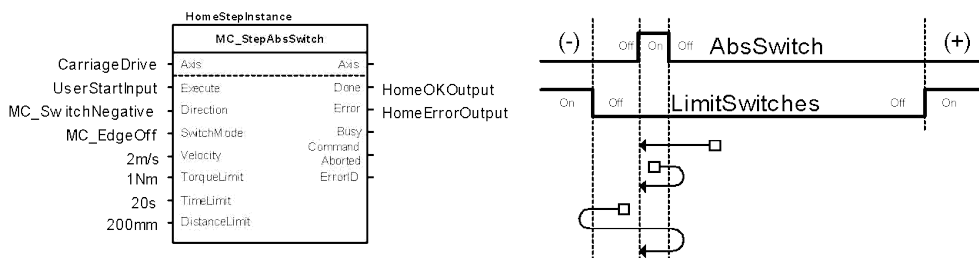 HomeStepInstance
MC_StepAbsSwitch
CarriageDrive Axis Axis
UserStartInput Execute Done HomeOKOutput
MC_SwitchNegative Direction Error HomeErrorOutput
MC_EdgeOff SwitchMode Busy
2m/s Velocity Command Aborted
1Nm TorqueLimit ErrorID
20s TimeLimit
200mm DistanceLimit
(-) Off On Off AbsSwitch (+)
On Off LimitSwitches Off On